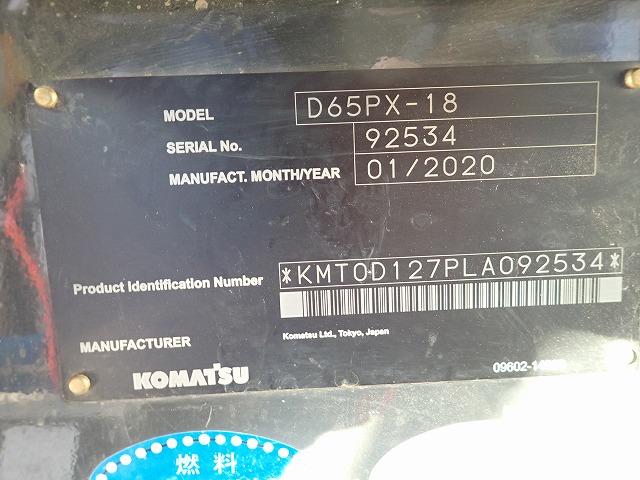 MODEL D65PX-18
SERIAL No. 92534
MANUFACT. MONTH/YEAR 01/2020
Product Identification Number *KMT0D127PLA092534*
MANUFACTURER Komatsu Ltd., Tokyo, Japan
KOMATSU
燃料